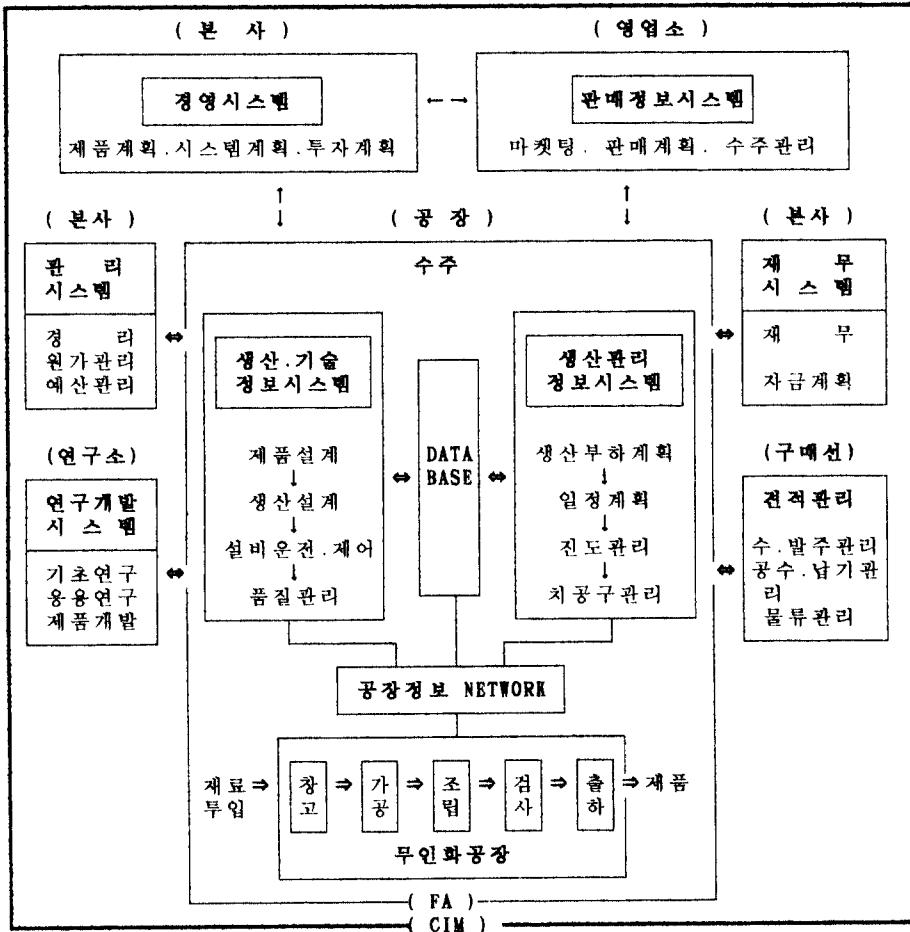 ( 본 사 )
( 영업소 )
경영시스템
←→
판매정보시스템
제품계획.시스템계획.투자계획
마켓팅. 판매계획. 수주관리
↑
↓
↑
↓
( 본사 )
( 공 장 )
( 본사 )
수주
관 리
시스템
경 리
원가관리
예산관리
⇔
생산.기술
정보시스템
제품설계
↓
생산설계
↓
설비운전.제어
↓
품질관리
⇔
DATA
BASE
⇔
생산관리
정보시스템
생산부하계획
↓
일정계획
↓
진도관리
↓
치공구관리
⇔
재 무
시 스 템
재 무
자금계획
(연구소)
연구개발
시 스 템
기초연구
응용연구
제품개발
⇔
(구매선)
견적관리
수.발주관리
공수.납기관
리
물류관리
⇔
공장정보 NETWORK
재료
투입
⇒
창고
⇒
가공
⇒
조립
⇒
검사
⇒
출하
⇒
제품
무인화공장
( FA )
( CIM )